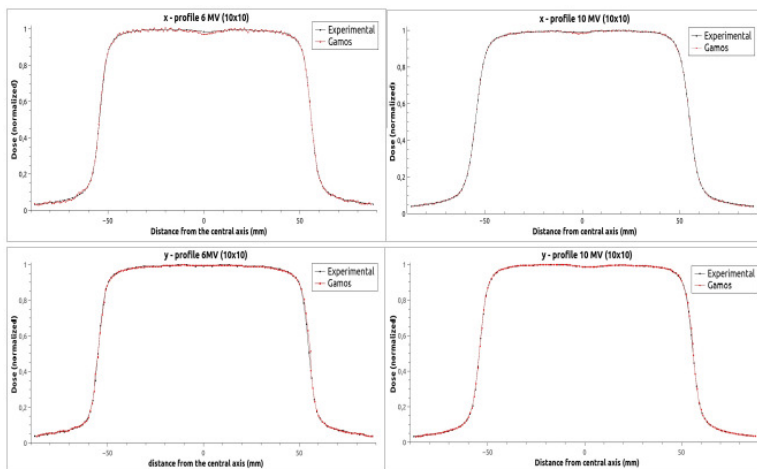 x - profile 6 MV (10x10)
Experimental
Gamos
Dose (normalized)
1
0,8
0,6
0,4
0,2
0
−50
0
50
Distance from the central axis (mm)
x - profile 10 MV (10x10)
Experimental
Gamos
Dose (normalized)
1
0,8
0,6
0,4
0,2
0
−50
0
50
Distance from central axis (mm)
y - profile 6MV (10x10)
Experimental
Gamos
Dose (normalized)
1
0,8
0,6
0,4
0,2
0
−50
0
50
distance from the central axis (mm)
y - profile 10 MV (10x10)
Experimental
Gamos
Dose (normalized)
1
0,8
0,6
0,4
0,2
0
−50
0
50
Distance from central axis (mm)